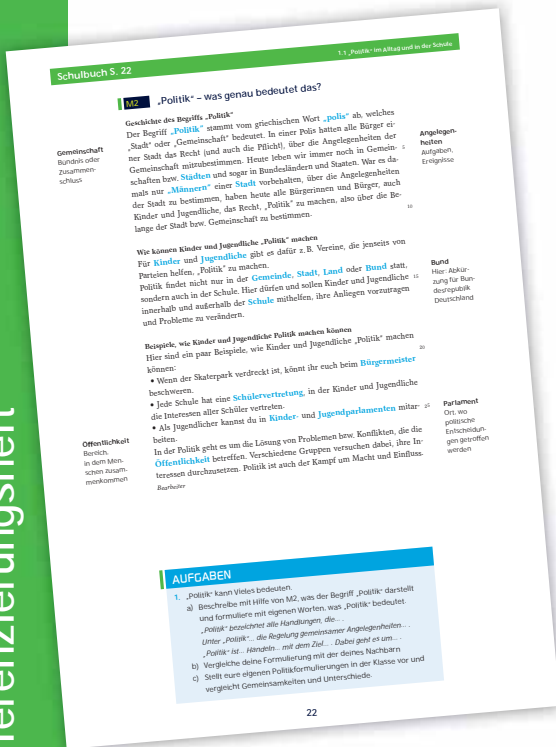 Schulbuch S. 22
1.1 „Politik“ im Alltag und in der Schule
M2 „Politik“ – was genau bedeutet das?
Geschichte des Begriffs „Politik“
Der Begriff „Politik“ stammt vom griechischen Wort „polis“ ab, welches
„Stadt“ oder „Gemeinschaft“ bedeutet. In einer Polis hatten alle Bürger ei-
ner Stadt das Recht (und auch die Pflicht), über die Angelegenheiten der
Gemeinschaft mitzubestimmen. Heute leben wir immer noch in Gemein- 5
schaften bzw. Städten und sogar in Bundesländern und Staaten. War es da-
mals nur „Männern“ einer Stadt vorbehalten, über die Angelegenheiten
der Stadt zu bestimmen, haben heute alle Bürgerinnen und Bürger, auch
Kinder und Jugendliche, das Recht, „Politik“ zu machen, also über die Be-
lange der Stadt bzw. Gemeinschaft zu bestimmen. 10
Gemeinschaft
Bündnis oder
Zusammen-
schluss
Angelegen-
heiten
Aufgaben,
Ereignisse
Wie können Kinder und Jugendliche „Politik“ machen
Für Kinder und Jugendliche gibt es dafür z. B. Vereine, die jenseits von
Parteien helfen, „Politik“ zu machen.
Politik findet nicht nur in der Gemeinde, Stadt, Land oder Bund statt,
sondern auch in der Schule. Hier dürfen und sollen Kinder und Jugendliche 15
innerhalb und außerhalb der Schule mithelfen, ihre Anliegen vorzutragen
und Probleme zu verändern.
Bund
Hier: Abkür-
zung für Bun-
desrepublik
Deutschland
Beispiele, wie Kinder und Jugendliche Politik machen können
Hier sind ein paar Beispiele, wie Kinder und Jugendliche „Politik“ machen
können: 20
• Wenn der Skaterpark verdreckt ist, könnt ihr euch beim Bürgermeister
beschweren.
• Jede Schule hat eine Schülervertretung, in der Kinder und Jugendliche
die Interessen aller Schüler vertreten.
• Als Jugendlicher kannst du in Kinder- und Jugendparlamenten mitar- 25
beiten.
In der Politik geht es um die Lösung von Problemen bzw. Konflikten, die die
Öffentlichkeit betreffen. Verschiedene Gruppen versuchen dabei, ihre In-
teressen durchzusetzen. Politik ist auch der Kampf um Macht und Einfluss.
Bearbeiter
Parlament
Ort, wo
politische
Entscheidun-
gen getroffen
werden
Öffentlichkeit
Bereich,
in dem Men-
schen zusam-
menkommen
AUFGABEN
1. „Politik“ kann Vieles bedeuten.
a) Beschreibe mit Hilfe von M2, was der Begriff „Politik“ darstellt
und formuliere mit eigenen Worten, was „Politik“ bedeutet.
„Politik“ bezeichnet alle Handlungen, die… .
Unter „Politik“… die Regelung gemeinsamer Angelegenheiten… .
„Politik“ ist… Handeln… mit dem Ziel… . Dabei geht es um… .
b) Vergleiche deine Formulierung mit der deines Nachbarn
c) Stellt eure eigenen Politikformulierungen in der Klasse vor und
vergleicht Gemeinsamkeiten und Unterschiede.
22
erenzierungsheft